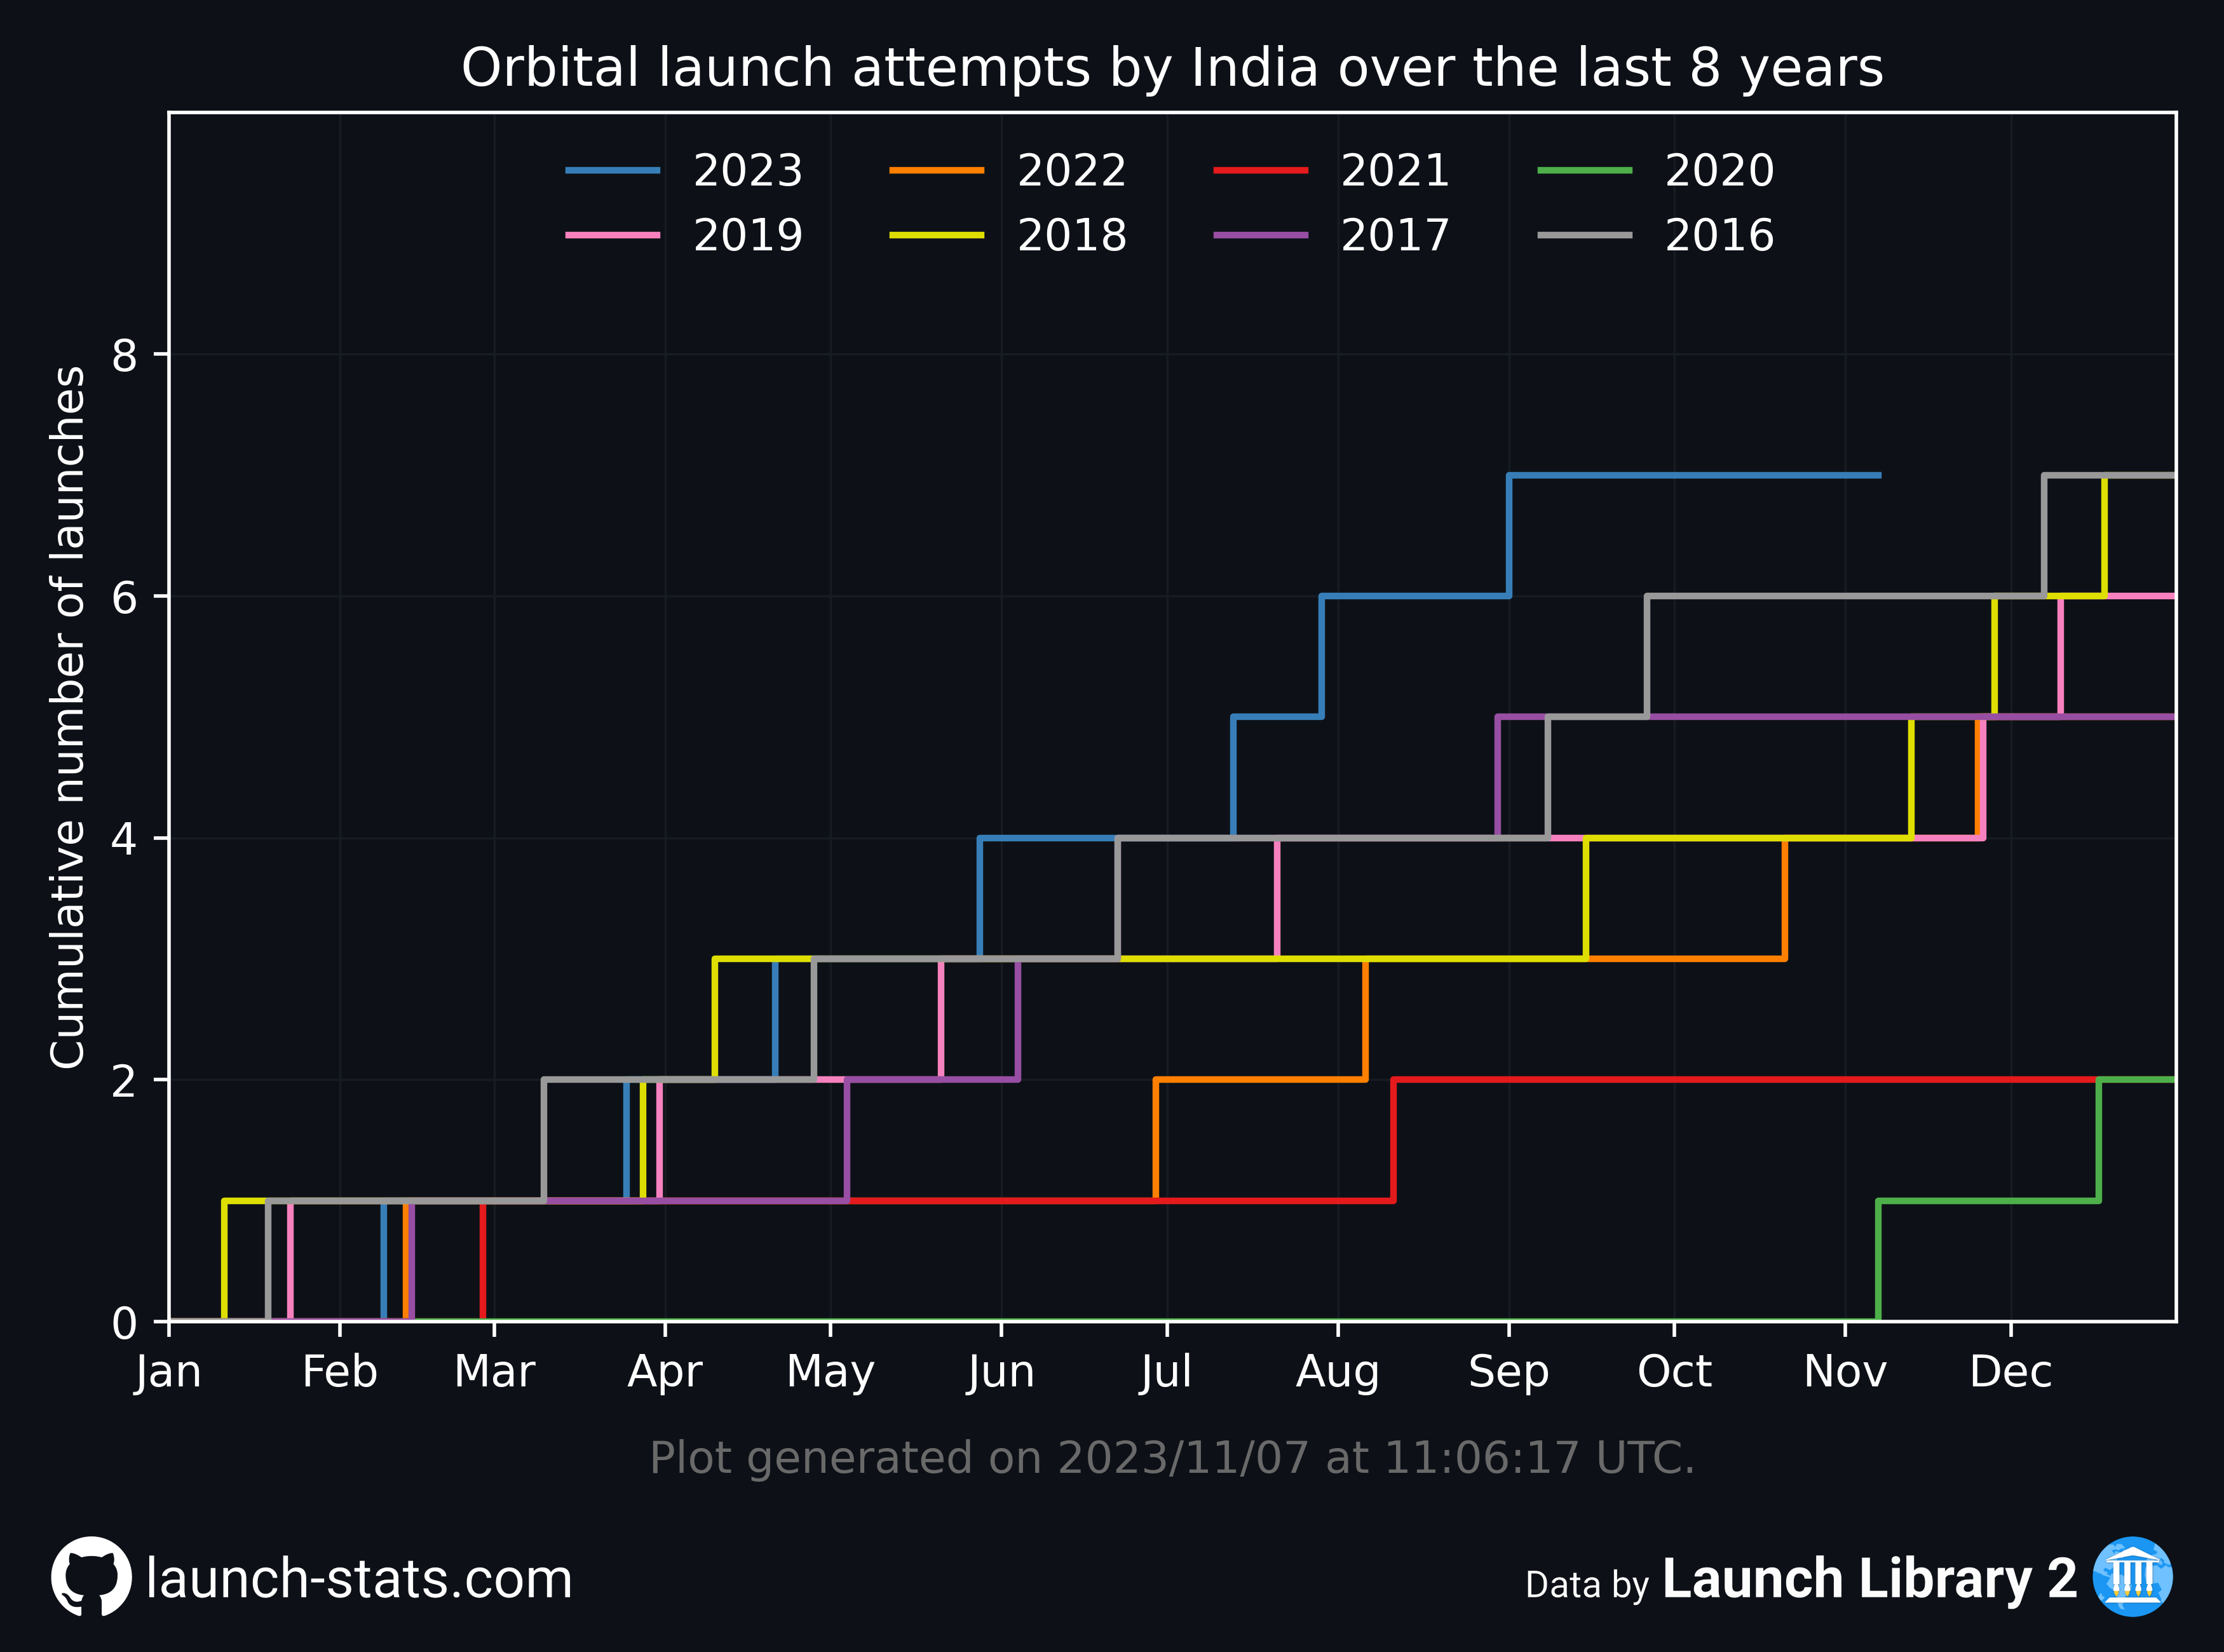 Orbital launch attempts by India over the last 8 years
2023 2022 2021 2020
2019 2018 2017 2016
Cumulative number of launches
8
6
4
2
0
Jan Feb Mar Apr May Jun Jul Aug Sep Oct Nov Dec
Plot generated on 2023/11/07 at 11:06:17 UTC.
launch-stats.com
Data by Launch Library 2